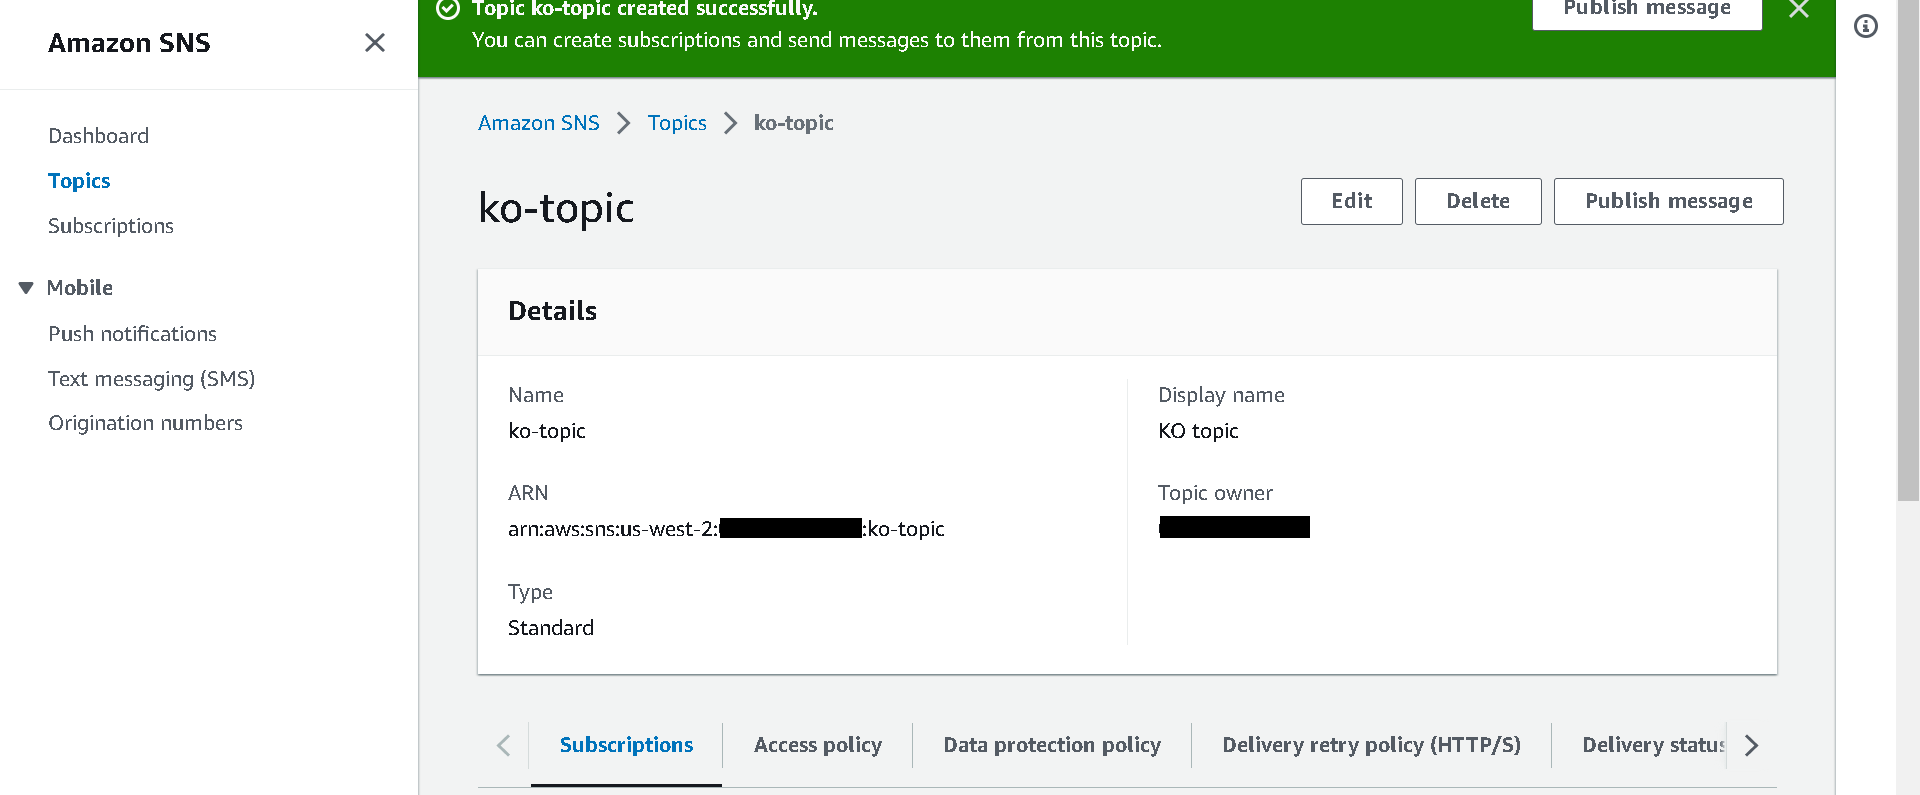 Amazon SNS
Dashboard
Topics
Subscriptions
Mobile
Push notifications
Text messaging (SMS)
Origination numbers
Topic ko-topic created successfully.
You can create subscriptions and send messages to them from this topic.
Publish message
Amazon SNS > Topics > ko-topic
ko-topic
Edit
Delete
Publish message
Details
Name
ko-topic
ARN
arn:aws:sns:us-west-2: :ko-topic
Type
Standard
Display name
KO topic
Topic owner
Subscriptions
Access policy
Data protection policy
Delivery retry policy (HTTP/S)
Delivery status